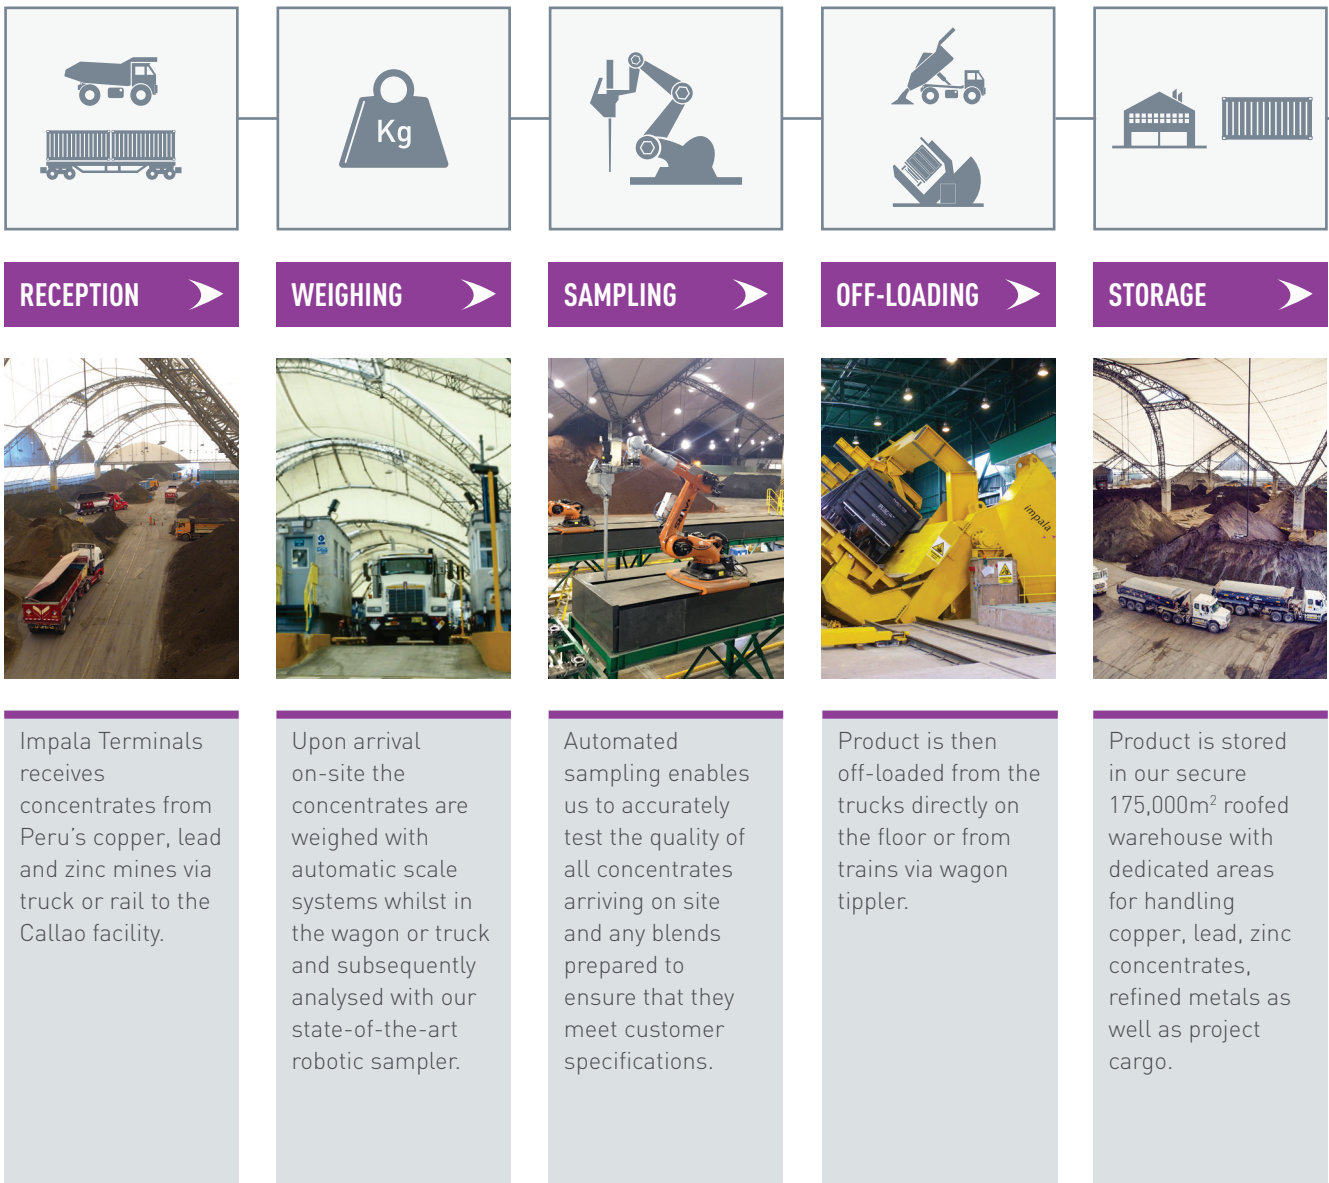 Kg
RECEPTION
WEIGHING
SAMPLING
OFF-LOADING
STORAGE
impala
Impala Terminals
receives
concentrates from
Peru’s copper, lead
and zinc mines via
truck or rail to the
Callao facility.
Upon arrival
on-site the
concentrates are
weighed with
automatic scale
systems whilst in
the wagon or truck
and subsequently
analysed with our
state-of-the-art
robotic sampler.
Automated
sampling enables
us to accurately
test the quality of
all concentrates
arriving on site
and any blends
prepared to
ensure that they
meet customer
specifications.
Product is then
off-loaded from the
trucks directly on
the floor or from
trains via wagon
tippler.
Product is stored
in our secure
175,000m² roofed
warehouse with
dedicated areas
for handling
copper, lead, zinc
concentrates,
refined metals as
well as project
cargo.